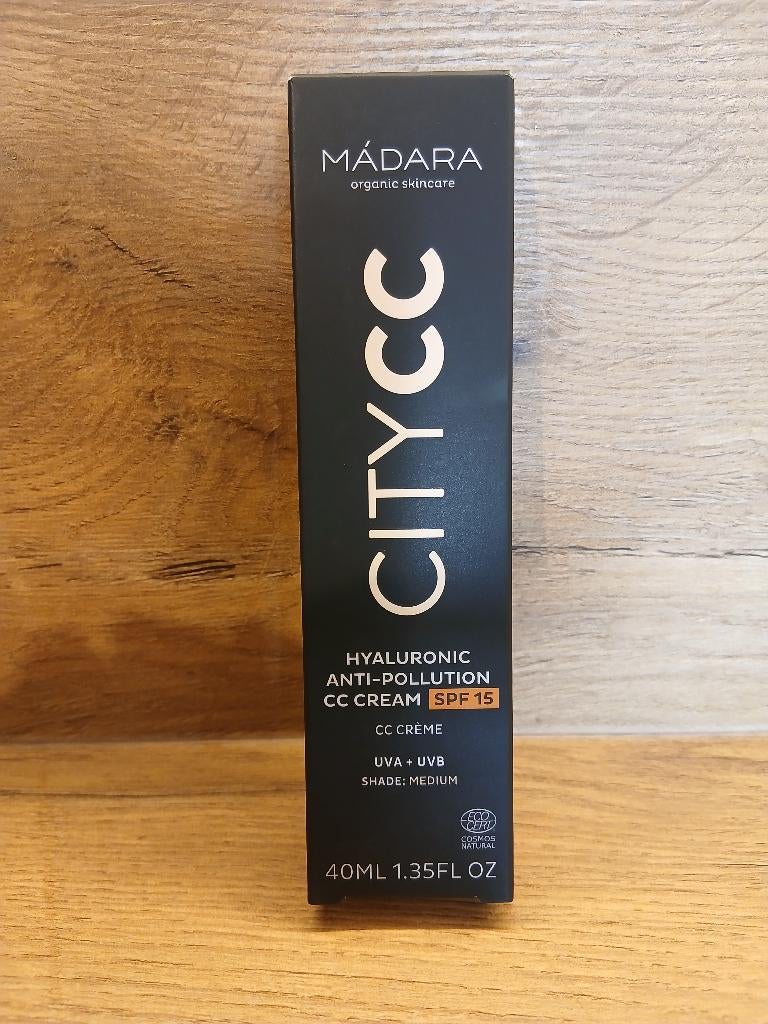 MÁDARA
organic skincare
CITYCC
HYALURONIC
ANTI-POLLUTION
CC CREAM SPF 15
CC CRÈME
UVA + UVB
SHADE: MEDIUM
ECO
CERT
COSMOS
NATURAL
40ML 1.35FL OZ